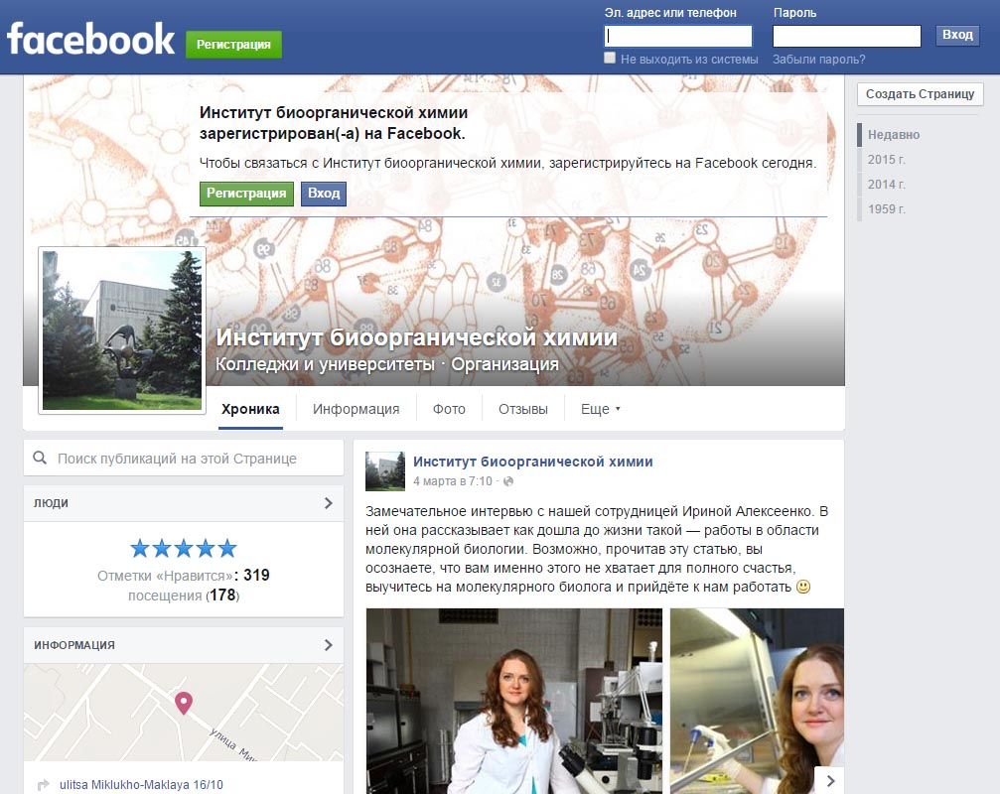 facebook
Регистрация
Эл. адрес или телефон
Пароль
Вход
Не выходить из системы
Забыли пароль?
Институт биоорганической химии
зарегистрирован(-а) на Facebook.
Чтобы связаться с Институт биоорганической химии, зарегистрируйтесь на Facebook сегодня.
Регистрация
Вход
Создать Страницу
Недавно
2015 г.
2014 г.
1959 г.
Институт биоорганической химии
Колледжи и университеты · Организация
Хроника
Информация
Фото
Отзывы
Еще
Поиск публикаций на этой Странице
ЛЮДИ
Отметки «Нравится»: 319
посещения (178)
ИНФОРМАЦИЯ
улица Мик
ulitsa Miklukho-Maklaya 16/10
Институт биоорганической химии
4 марта в 7:10 ·
Замечательное интервью с нашей сотрудницей Ириной Алексеенко. В
ней она рассказывает как дошла до жизни такой — работы в области
молекулярной биологии. Возможно, прочитав эту статью, вы
осознаете, что вам именно этого не хватает для полного счастья,
выучитесь на молекулярного биолога и прийдёте к нам работать